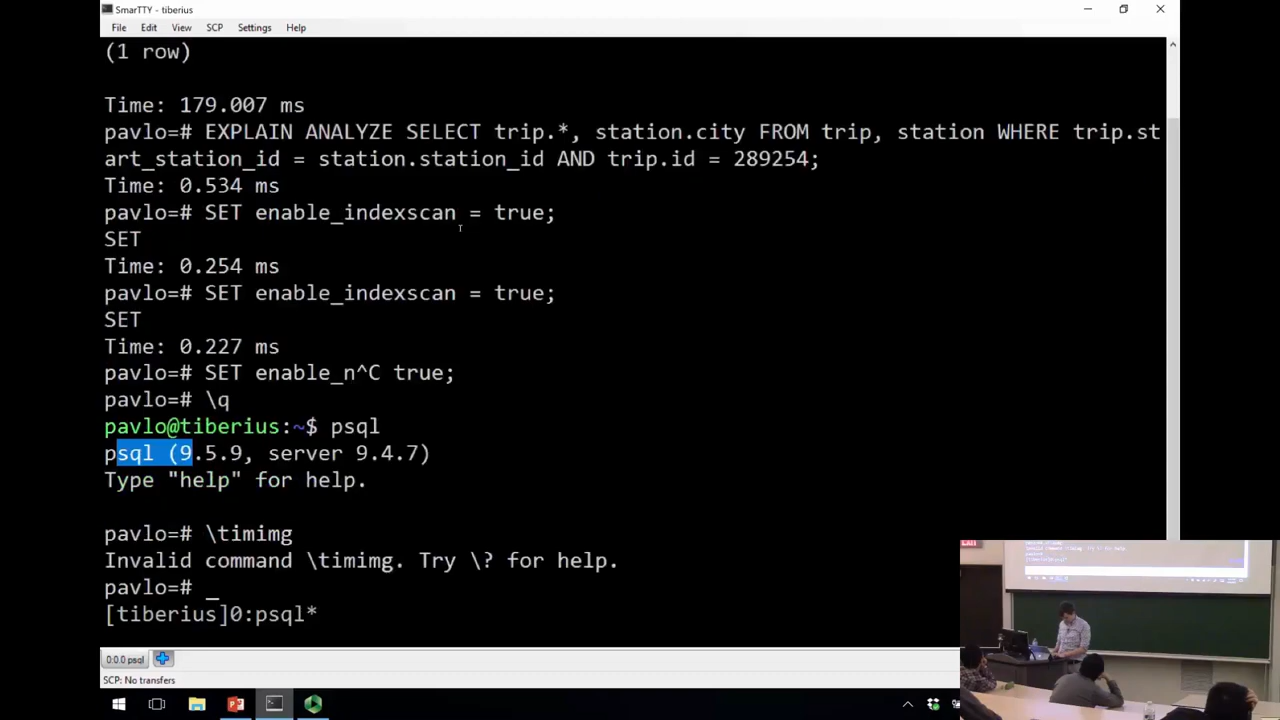 SmarTTY - tiberius
File Edit View SCP Settings Help
(1 row)
Time: 179.007 ms
pavlo=# EXPLAIN ANALYZE SELECT trip.*, station.city FROM trip, station WHERE trip.st
art_station_id = station.station_id AND trip.id = 289254;
Time: 0.534 ms
pavlo=# SET enable_indexscan = true;
SET
Time: 0.254 ms
pavlo=# SET enable_indexscan = true;
SET
Time: 0.227 ms
pavlo=# SET enable_n^C true;
pavlo=# \q
pavlo@tiberius:~$ psql
psql (9.5.9, server 9.4.7)
Type "help" for help.
pavlo=# \timimg
Invalid command \timimg. Try \? for help.
pavlo=# _
[tiberius]0:psql*
0:0.0 psql
SCP: No transfers
EXIT